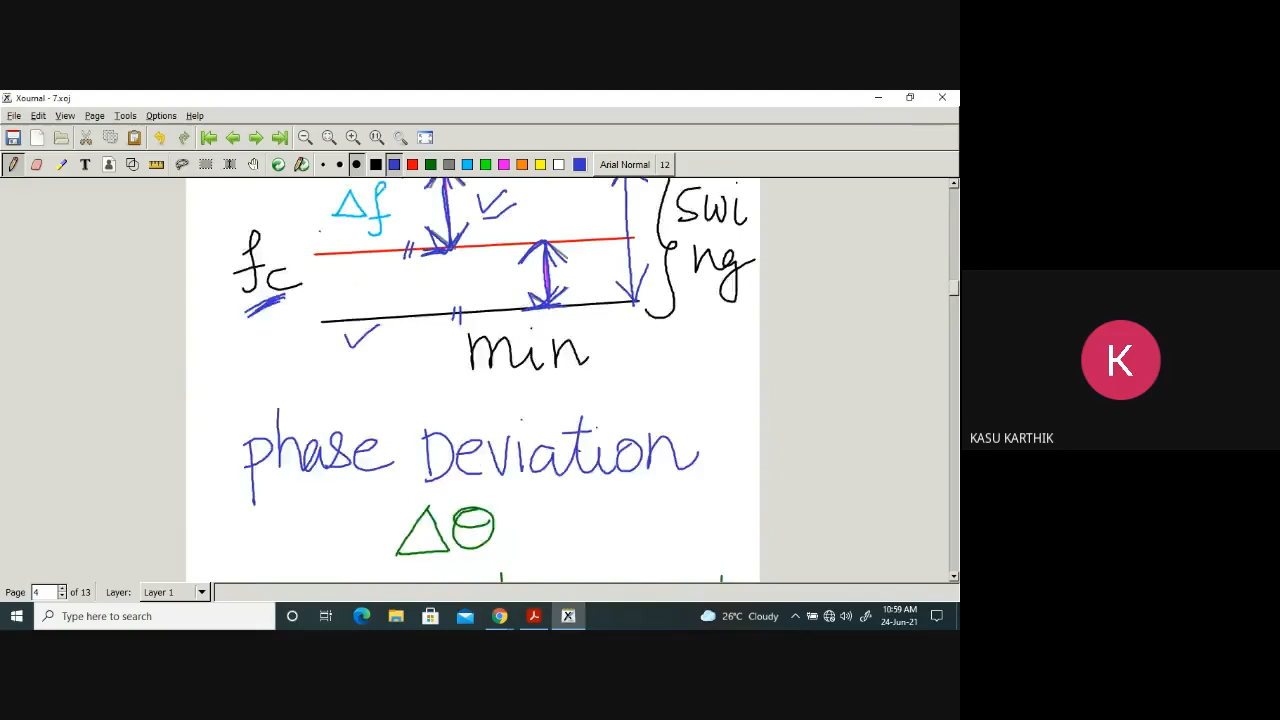 Xournal - 7.xoj
File Edit View Page Tools Options Help
T Arial Normal 12
Δf
swi
fc
ng
min
phase Deviation
Δθ
K
KASU KARTHIK
Page 4 of 13 Layer: Layer 1
Type here to search
26°C Cloudy
10:59 AM
24-Jun-21